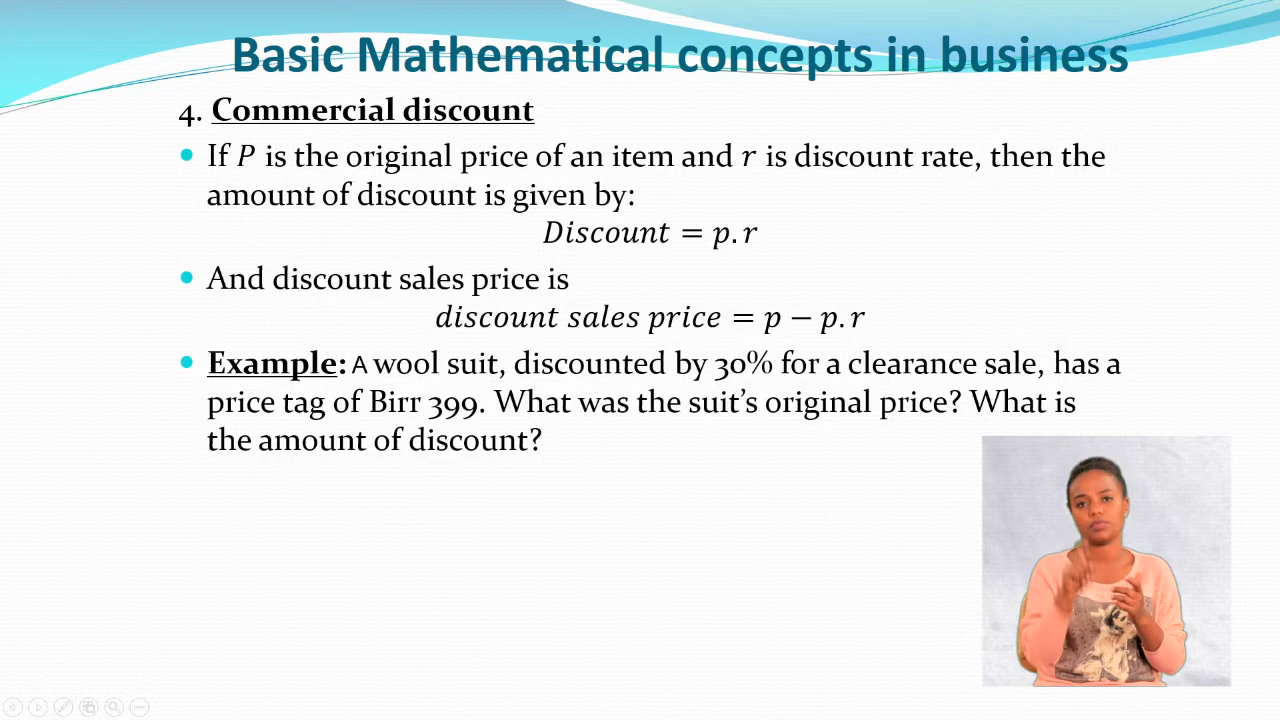 Basic Mathematical concepts in business
4. Commercial discount
• If P is the original price of an item and r is discount rate, then the
amount of discount is given by:
Discount = p.r
• And discount sales price is
discount sales price = p − p.r
• Example: A wool suit, discounted by 30% for a clearance sale, has a
price tag of Birr 399. What was the suit’s original price? What is
the amount of discount?